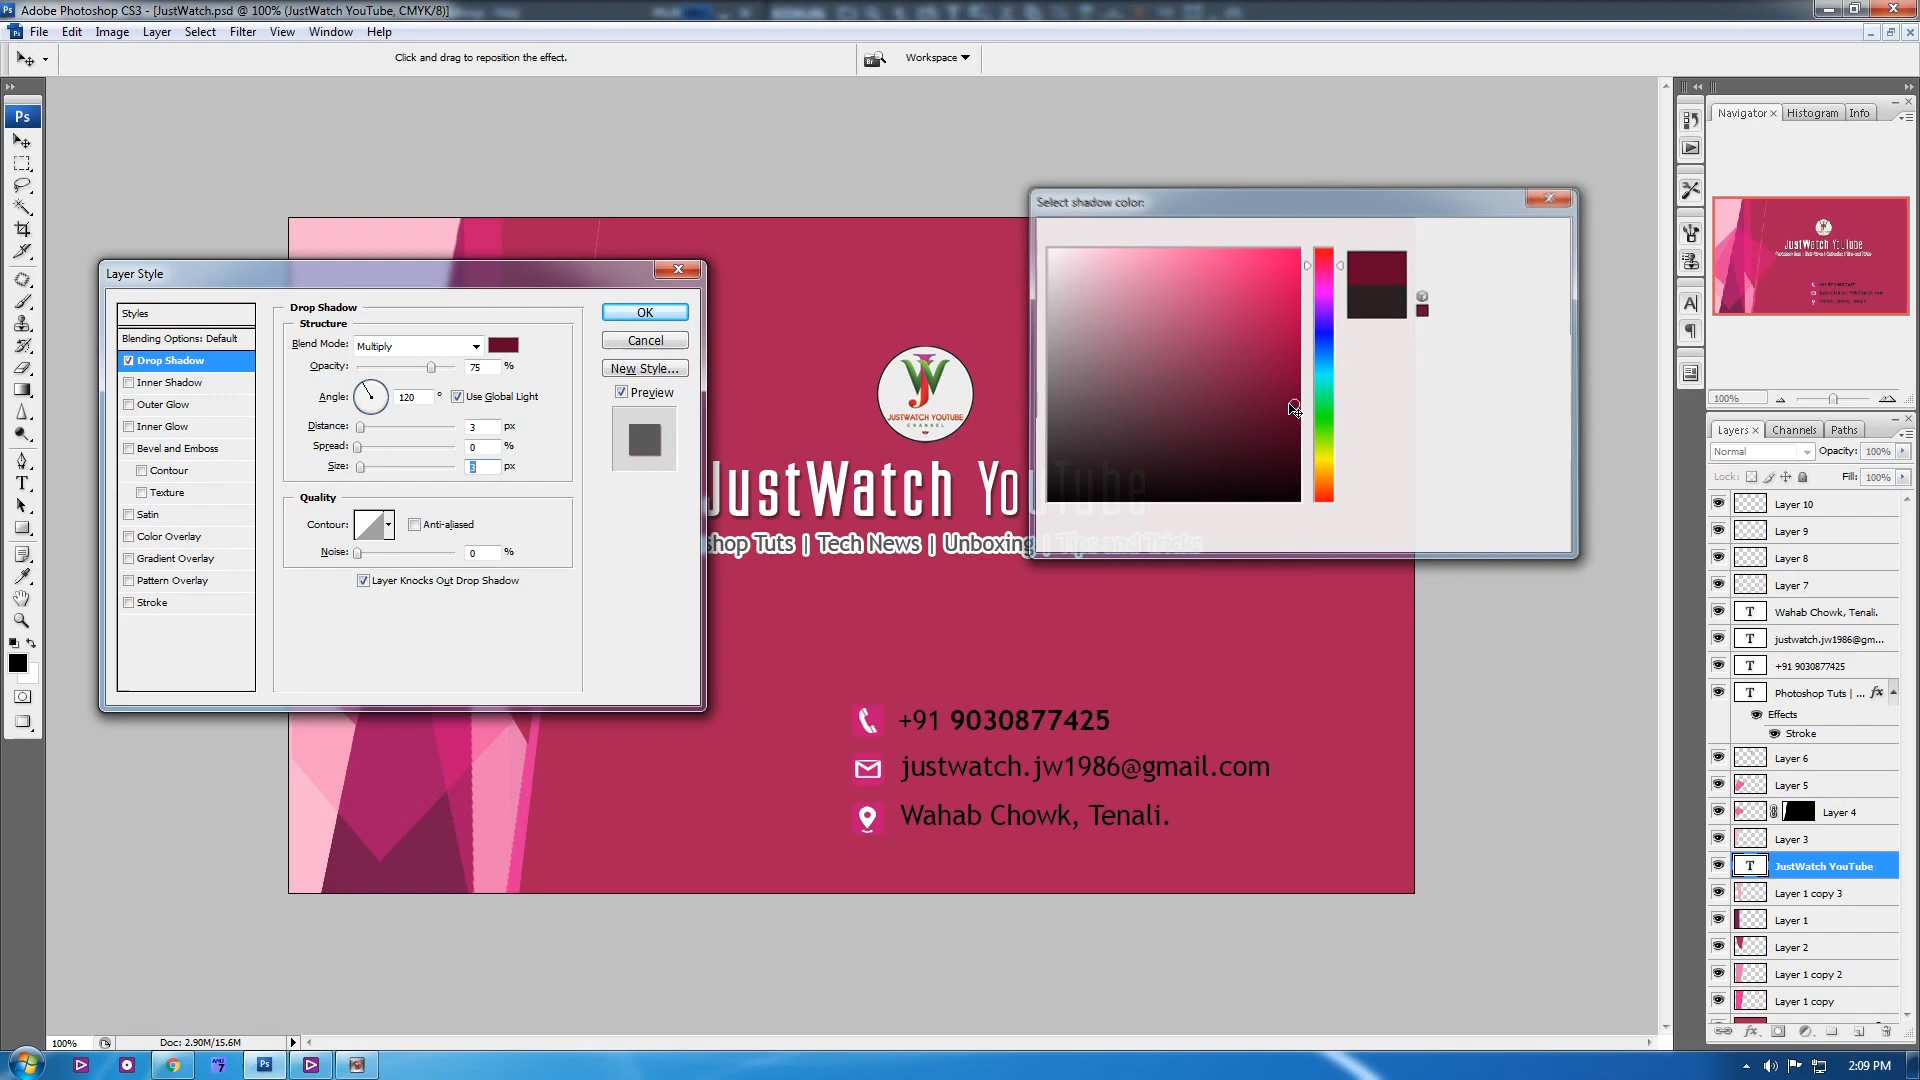 Adobe Photoshop CS3 - [JustWatch.psd @ 100% (JustWatch YouTube, CMYK/8)]
File Edit Image Layer Select Filter View Window Help
Click and drag to reposition the effect.
Workspace
Ps
Navigator Histogram Info
100%
Select shadow color:
Layer Style
Styles
Blending Options: Default
Drop Shadow
Inner Shadow
Outer Glow
Inner Glow
Bevel and Emboss
Contour
Texture
Satin
Color Overlay
Gradient Overlay
Pattern Overlay
Stroke
Drop Shadow
Structure
Blend Mode: Multiply
Opacity: 75 %
Angle: 120 ° Use Global Light
Distance: 3 px
Spread: 0 %
Size: 3 px
Quality
Contour: Anti-aliased
Noise: 0 %
Layer Knocks Out Drop Shadow
OK
Cancel
New Style...
Preview
JUSTWATCH YOUTUBE
CHANNEL
JustWatch YouTube
shop Tuts | Tech News | Unboxing | Tips and Tricks
+91 9030877425
justwatch.jw1986@gmail.com
Wahab Chowk, Tenali.
Layers Channels Paths
Normal Opacity: 100%
Lock: Fill: 100%
Layer 10
Layer 9
Layer 8
Layer 7
T Wahab Chowk, Tenali.
T justwatch.jw1986@gm...
T +91 9030877425
T Photoshop Tuts | ... fx
Effects
Stroke
Layer 6
Layer 5
Layer 4
Layer 3
T JustWatch YouTube
Layer 1 copy 3
Layer 1
Layer 2
Layer 1 copy 2
Layer 1 copy
100% Doc: 2.90M/15.6M
2:09 PM